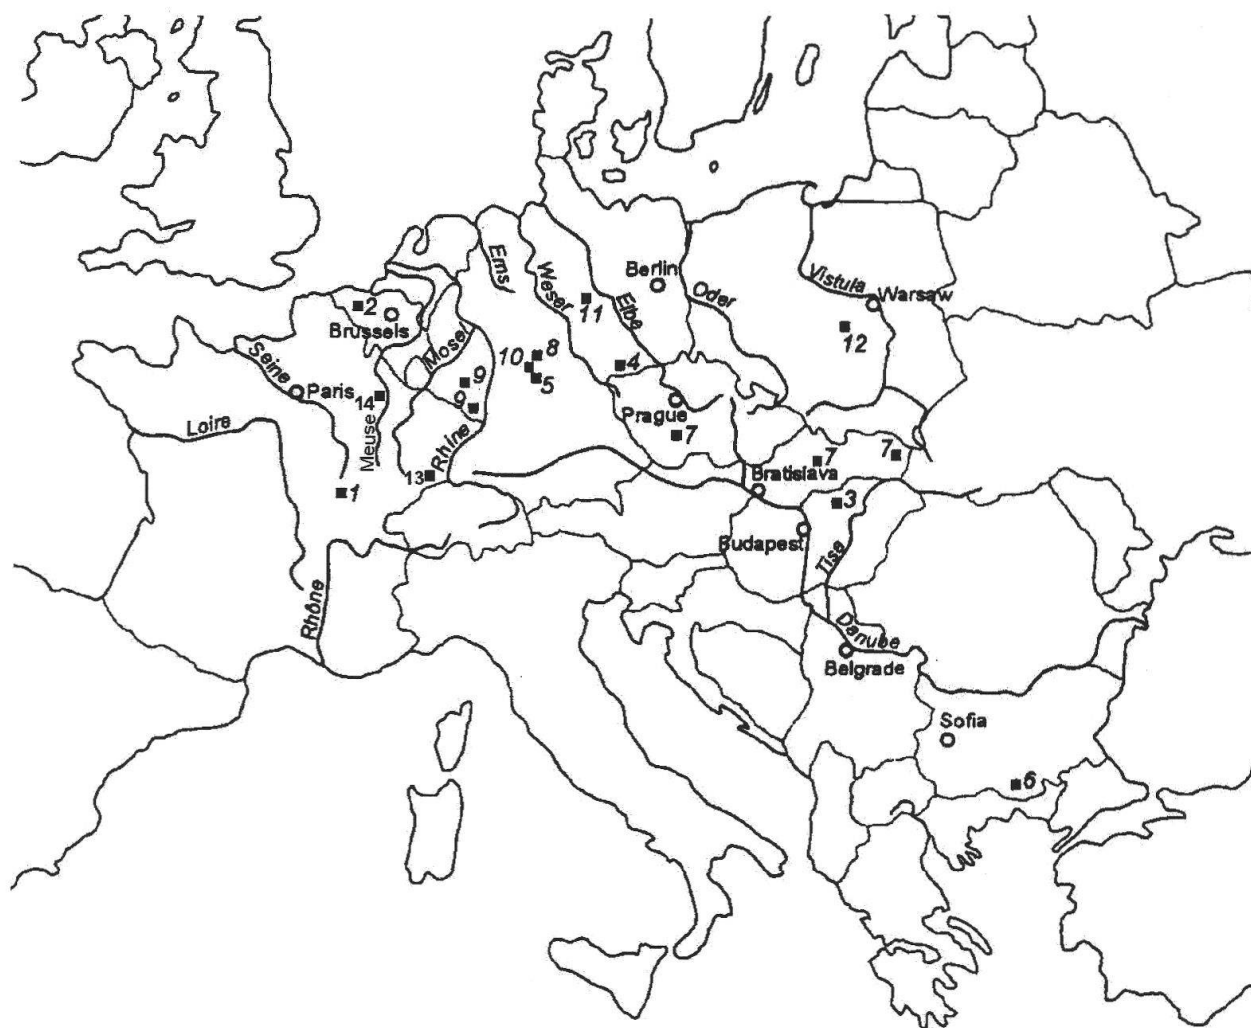 Ems
Weser
Berlin
Elbe
Oder
Vistula
Warsaw
2
Brussels
11
12
Mosel
Seine
Paris
14
9
9
10
8
5
4
Prague
7
Loire
Meuse
Rhine
13
1
7
7
Bratislava
3
Budapest
Tise
Rhône
Danube
Belgrade
Sofia
6